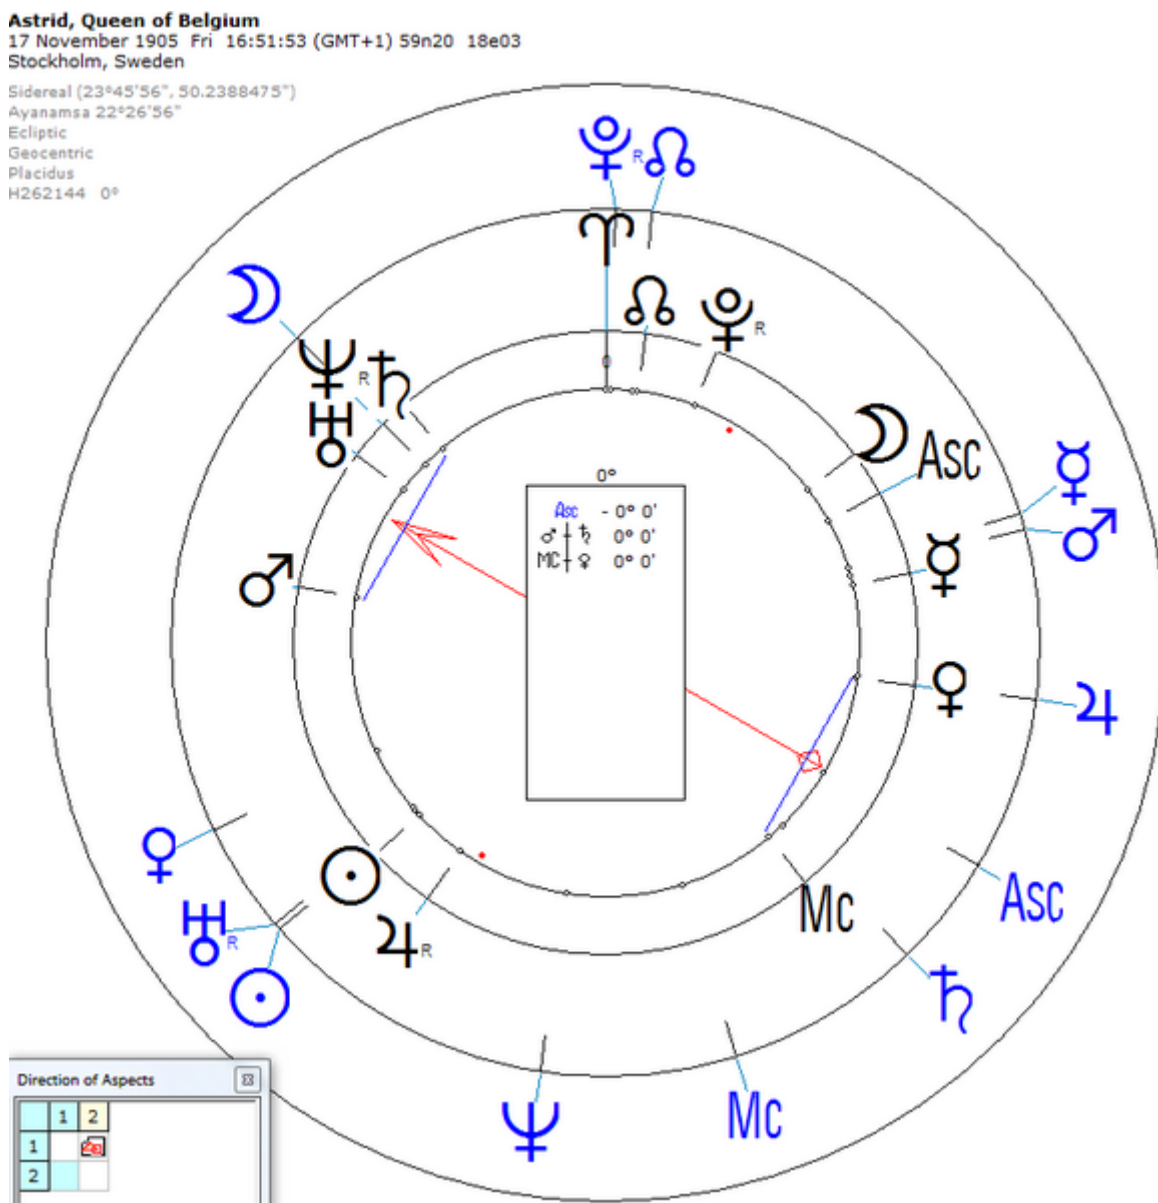 Astrid, Queen of Belgium
17 November 1905 Fri 16:51:53 (GMT+1) 59n20 18e03
Stockholm, Sweden
Sidereal (23°45'56", 50.2388475")
Ayanamsa 22°26'56"
Ecliptic
Geocentric
Placidus
H262144 0°
♇ R ☊
♈
☽
☊ ♇ R
♆ R ♄
0
☽ Asc
♅
☿
0°
Asc - 0° 0'
♂ ♄ 0° 0'
MC ♀ 0° 0'
♂
☿
♂
♀
♃
♀
☉
Mc
Asc
♅ R
♃ R
☉
♄
♆
Mc
Direction of Aspects
1 2
1
2